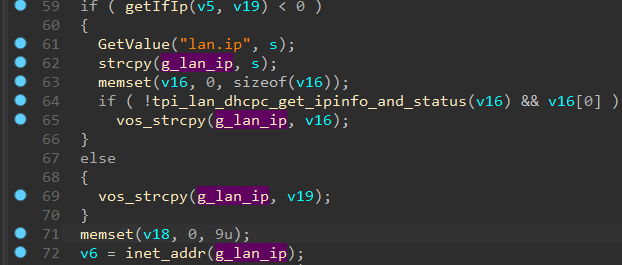 59 if ( getIfIp(v5, v19) < 0 )
60 {
61 GetValue("lan.ip", s);
62 strcpy(g_lan_ip, s);
63 memset(v16, 0, sizeof(v16));
64 if ( !tpi_lan_dhcpc_get_ipinfo_and_status(v16) && v16[0] )
65 vos_strcpy(g_lan_ip, v16);
66 }
67 else
68 {
69 vos_strcpy(g_lan_ip, v19);
70 }
71 memset(v18, 0, 9u);
72 v6 = inet_addr(g_lan_ip);